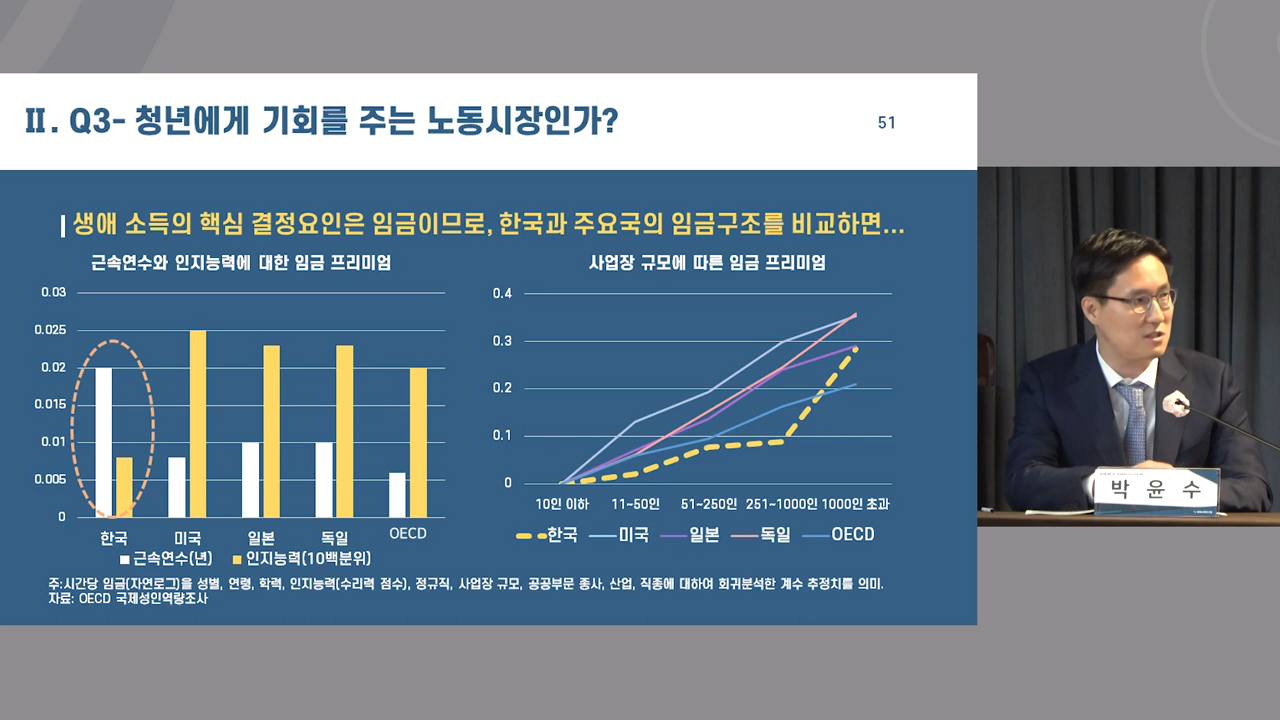 Ⅱ. Q3- 청년에게 기회를 주는 노동시장인가?
51
생애 소득의 핵심 결정요인은 임금이므로, 한국과 주요국의 임금구조를 비교하면...
근속연수와 인지능력에 대한 임금 프리미엄
0.03
0.025
0.02
0.015
0.01
0.005
0
한국 미국 일본 독일 OECD
근속연수(년) 인지능력(10백분위)
사업장 규모에 따른 임금 프리미엄
0.4
0.3
0.2
0.1
0
10인 이하 11~50인 51~250인 251~1000인 1000인 초과
한국 미국 일본 독일 OECD
주:시간당 임금(자연로그)을 성별, 연령, 학력, 인지능력(수리력 점수), 정규직, 사업장 규모, 공공부문 종사, 산업, 직종에 대하여 회귀분석한 계수 추정치를 의미.
자료: OECD 국제성인역량조사
박 윤 수